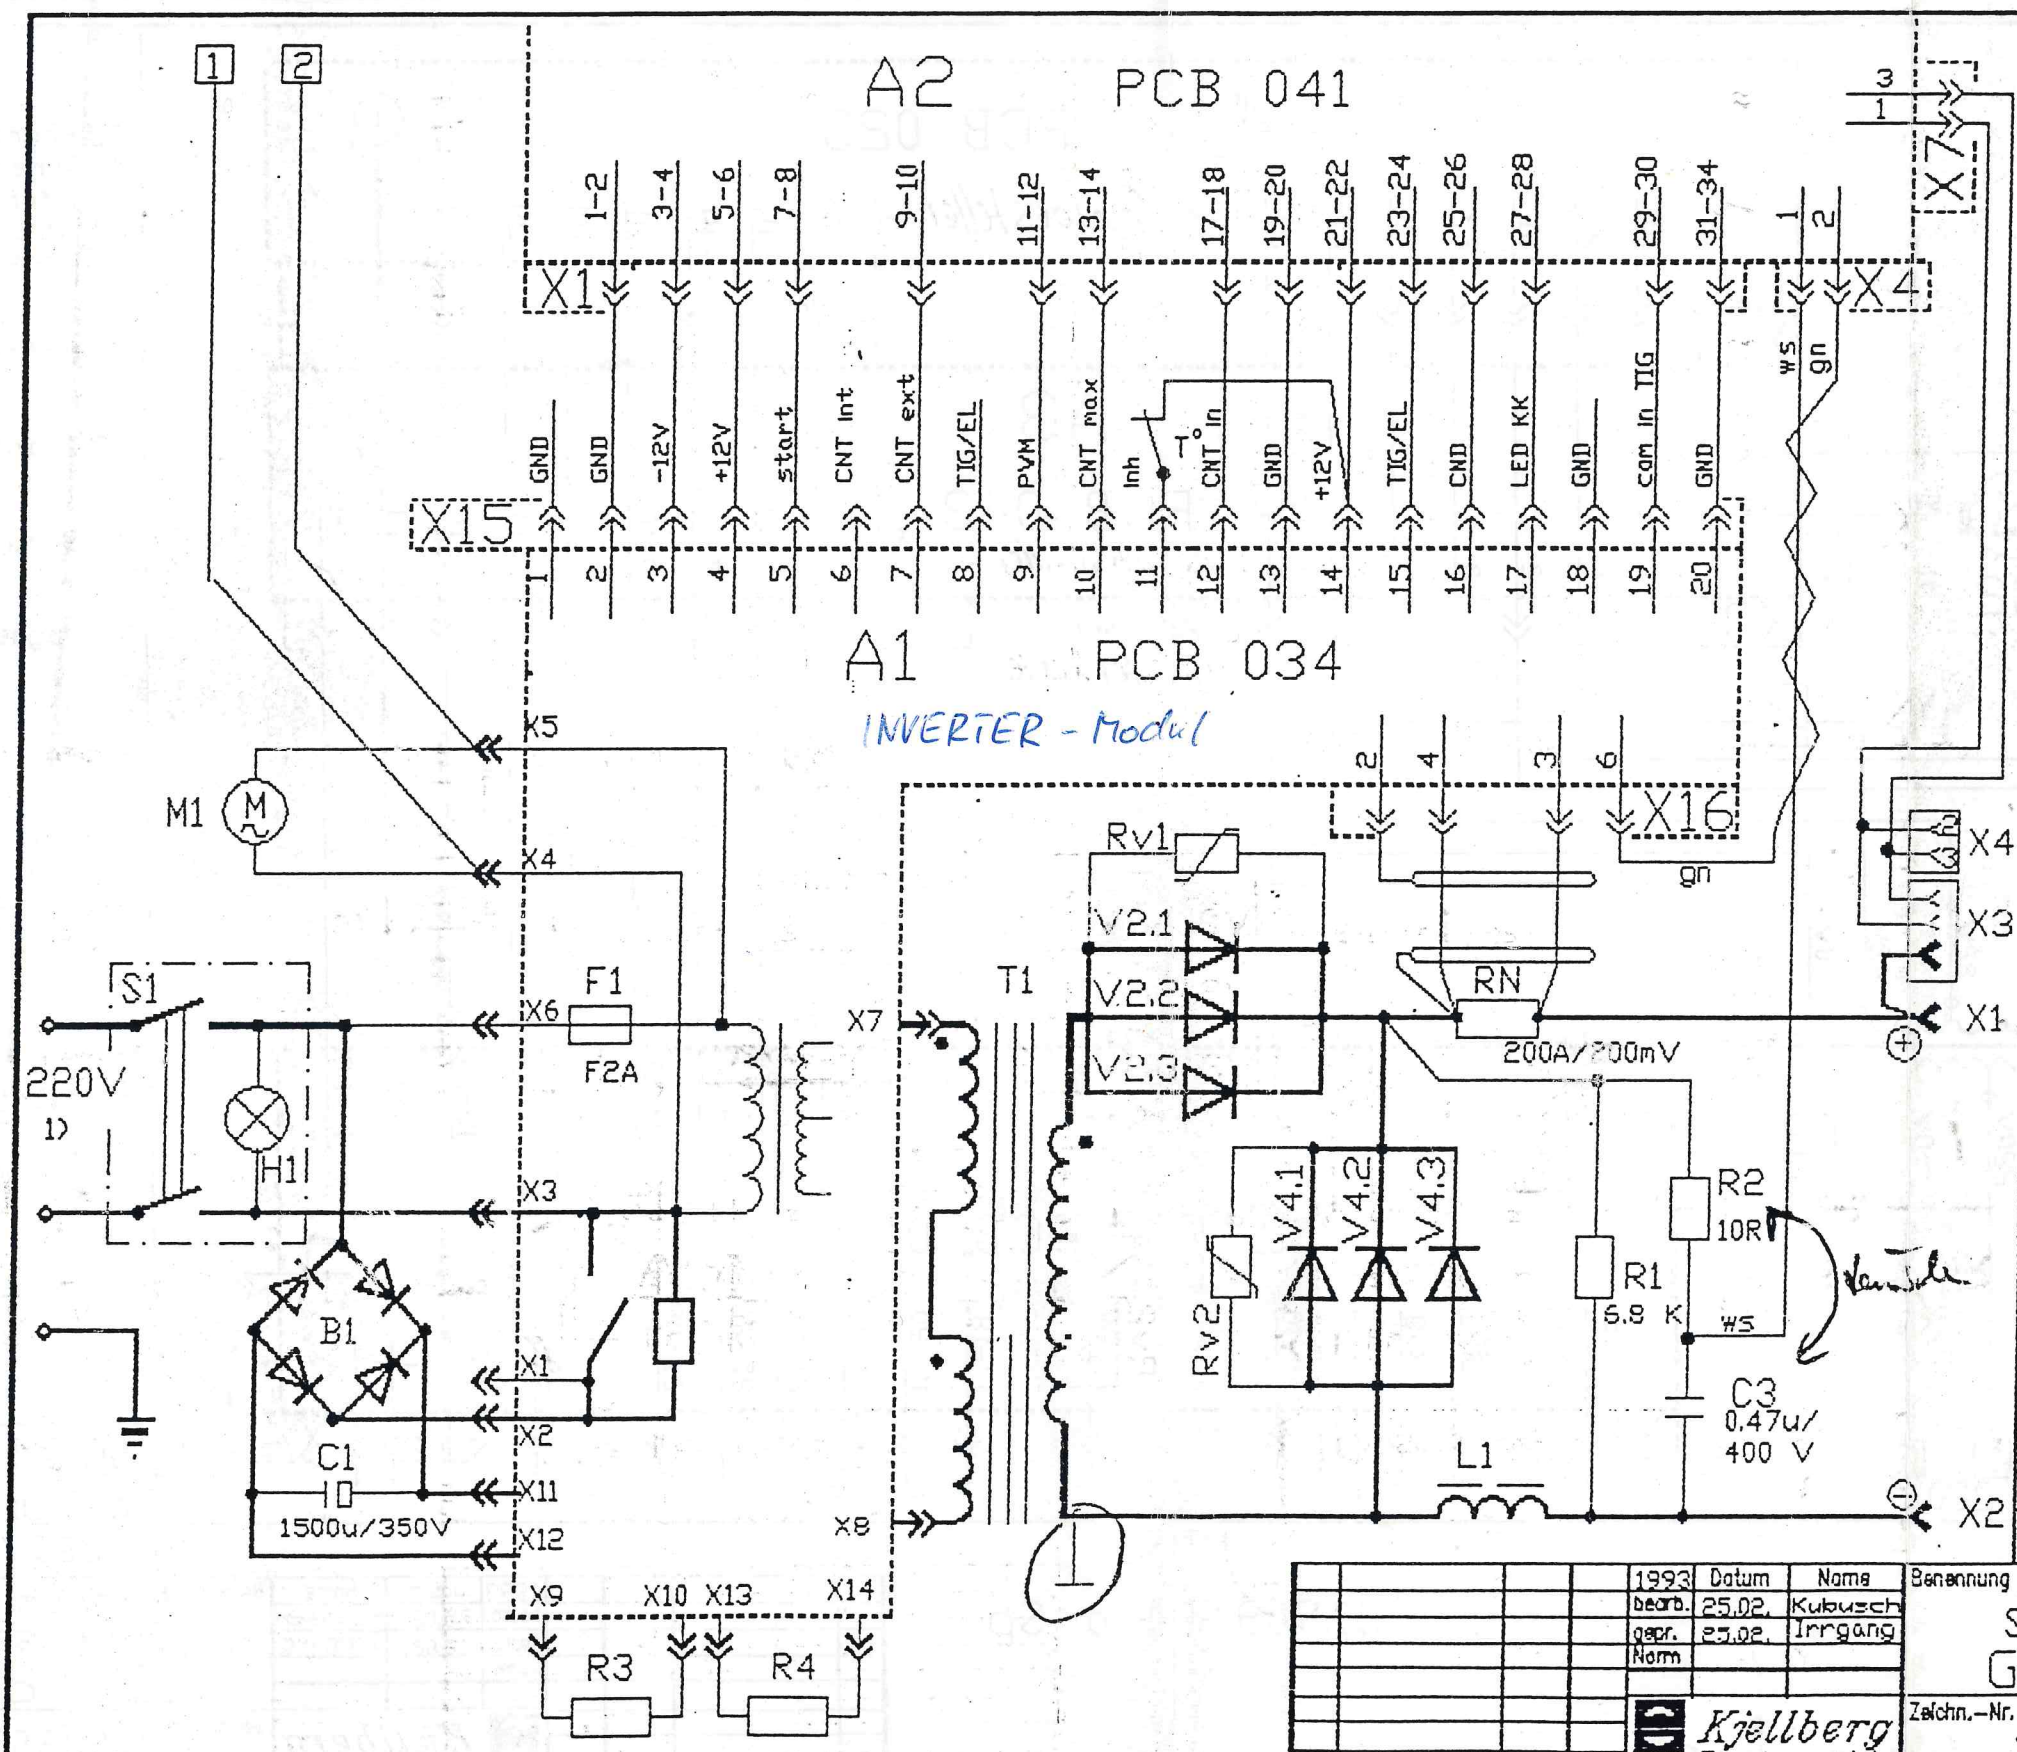 1 2
A2 PCB 041
3
1
X7
1-2 3-4 5-6 7-8 9-10 11-12 13-14 17-18 19-20 21-22 23-24 25-26 27-28 29-30 31-34 1 2
X1 X4
ws gn
GND GND -12V +12V start CNT int CNT ext TIG/EL PVM CNT max Inh T° CNT in GND +12V TIG/EL CND LED KK GND cam in TIG GND
X15
1 2 3 4 5 6 7 8 9 10 11 12 13 14 15 16 17 18 19 20
A1 PCB 034
INVERTER - Modul
X5
2 4 3 6
X16
M1 M
Rv1
X4
gn
2
3
X4
V2.1
X3
S1 F1 T1 RN
X6 X7 V2.2 X1
+
220V F2A V2.3 200A/200mV
1)
H1
X3
V4.1 V4.2 V4.3
R2
10R
R1
6.8 K
ws
Rv2
B1
X1
X2
C3
0.47u/
400 V
C1 L1
X11
1500u/350V
X8
-
X2
X12
X9 X10 X13 X14
R3 R4
1993 Datum Name Benennung
bearb. 25.02. Kubusch
gepr. 25.02. Irrgang
Norm
S
G
Kjellberg
Zeichn.-Nr.